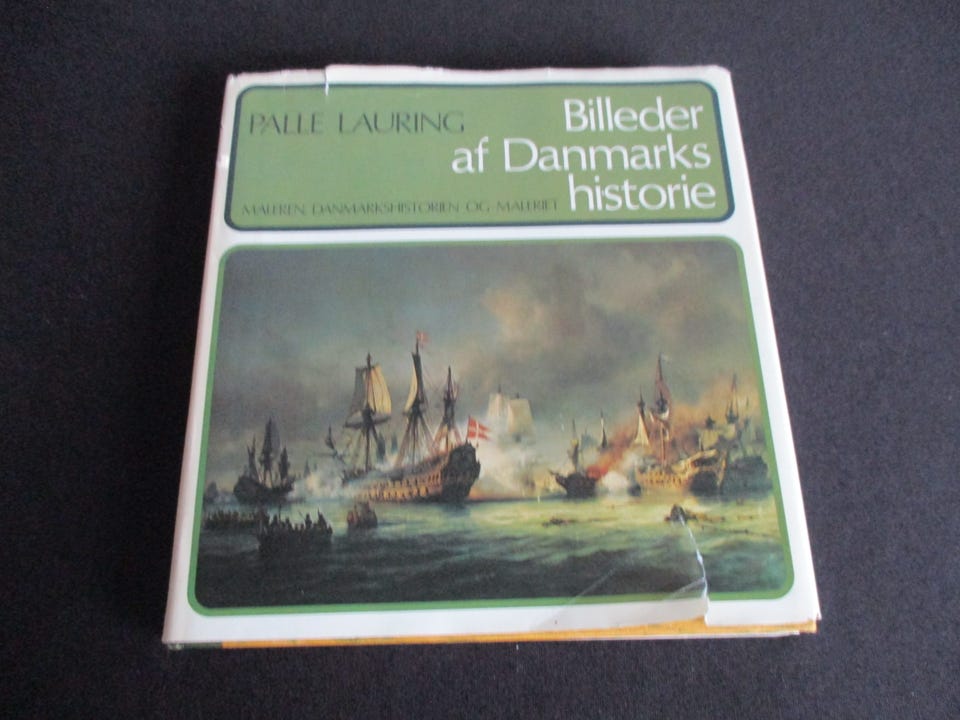 PALLE LAURING
Billeder
af Danmarks
historie
MALEREN, DANMARKSHISTORIEN OG MALERIET